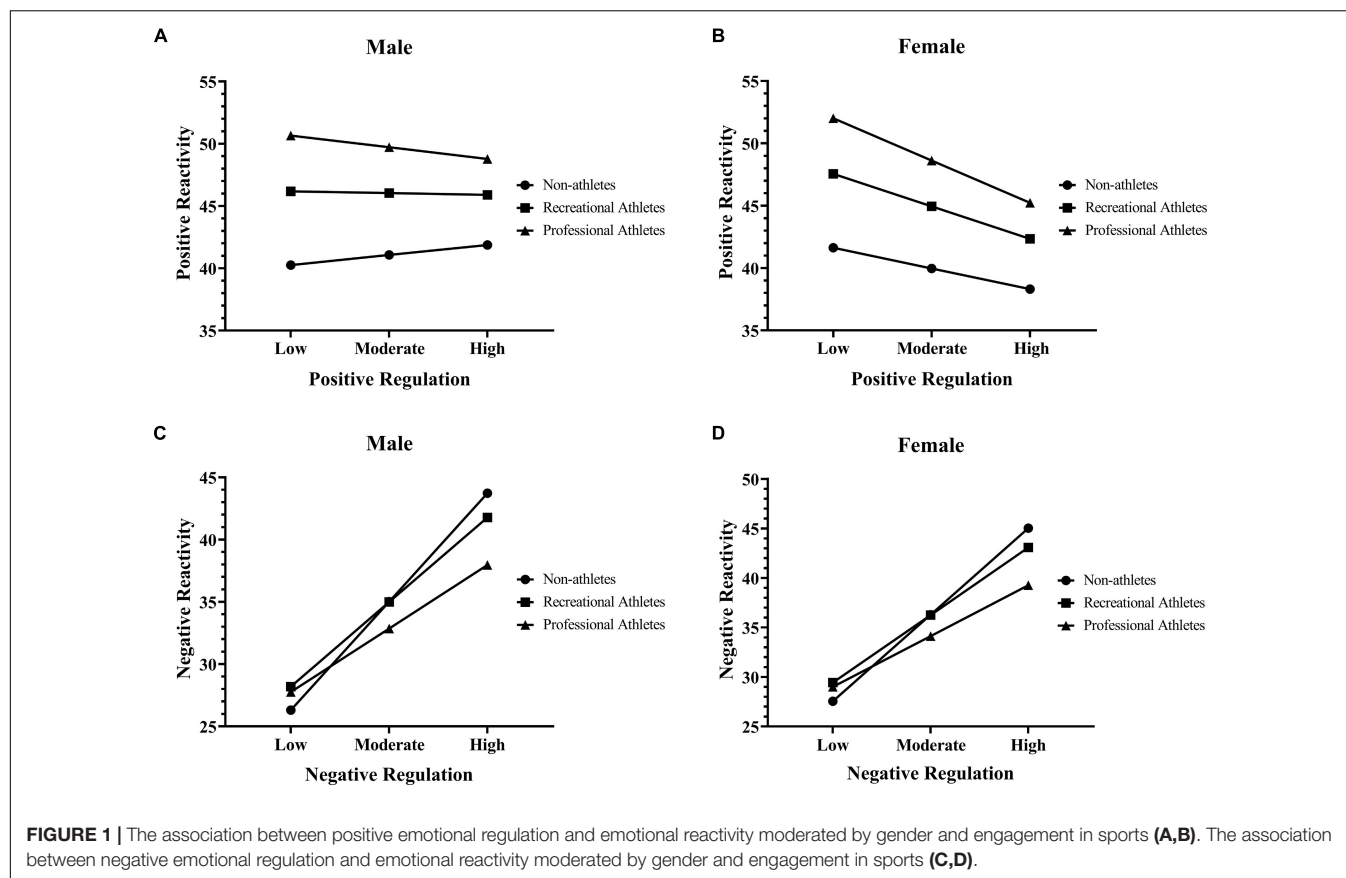 A
Male
55
50
45
40
35
Positive Reactivity
Low Moderate High
Positive Regulation
Non-athletes
Recreational Athletes
Professional Athletes
B
Female
55
50
45
40
35
Positive Reactivity
Low Moderate High
Positive Regulation
Non-athletes
Recreational Athletes
Professional Athletes
C
Male
45
40
35
30
25
Negative Reactivity
Low Moderate High
Negative Regulation
Non-athletes
Recreational Athletes
Professional Athletes
D
Female
50
45
40
35
30
25
Negative Reactivity
Low Moderate High
Negative Regulation
Non-athletes
Recreational Athletes
Professional Athletes
FIGURE 1 | The association between positive emotional regulation and emotional reactivity moderated by gender and engagement in sports (A,B). The association
between negative emotional regulation and emotional reactivity moderated by gender and engagement in sports (C,D).